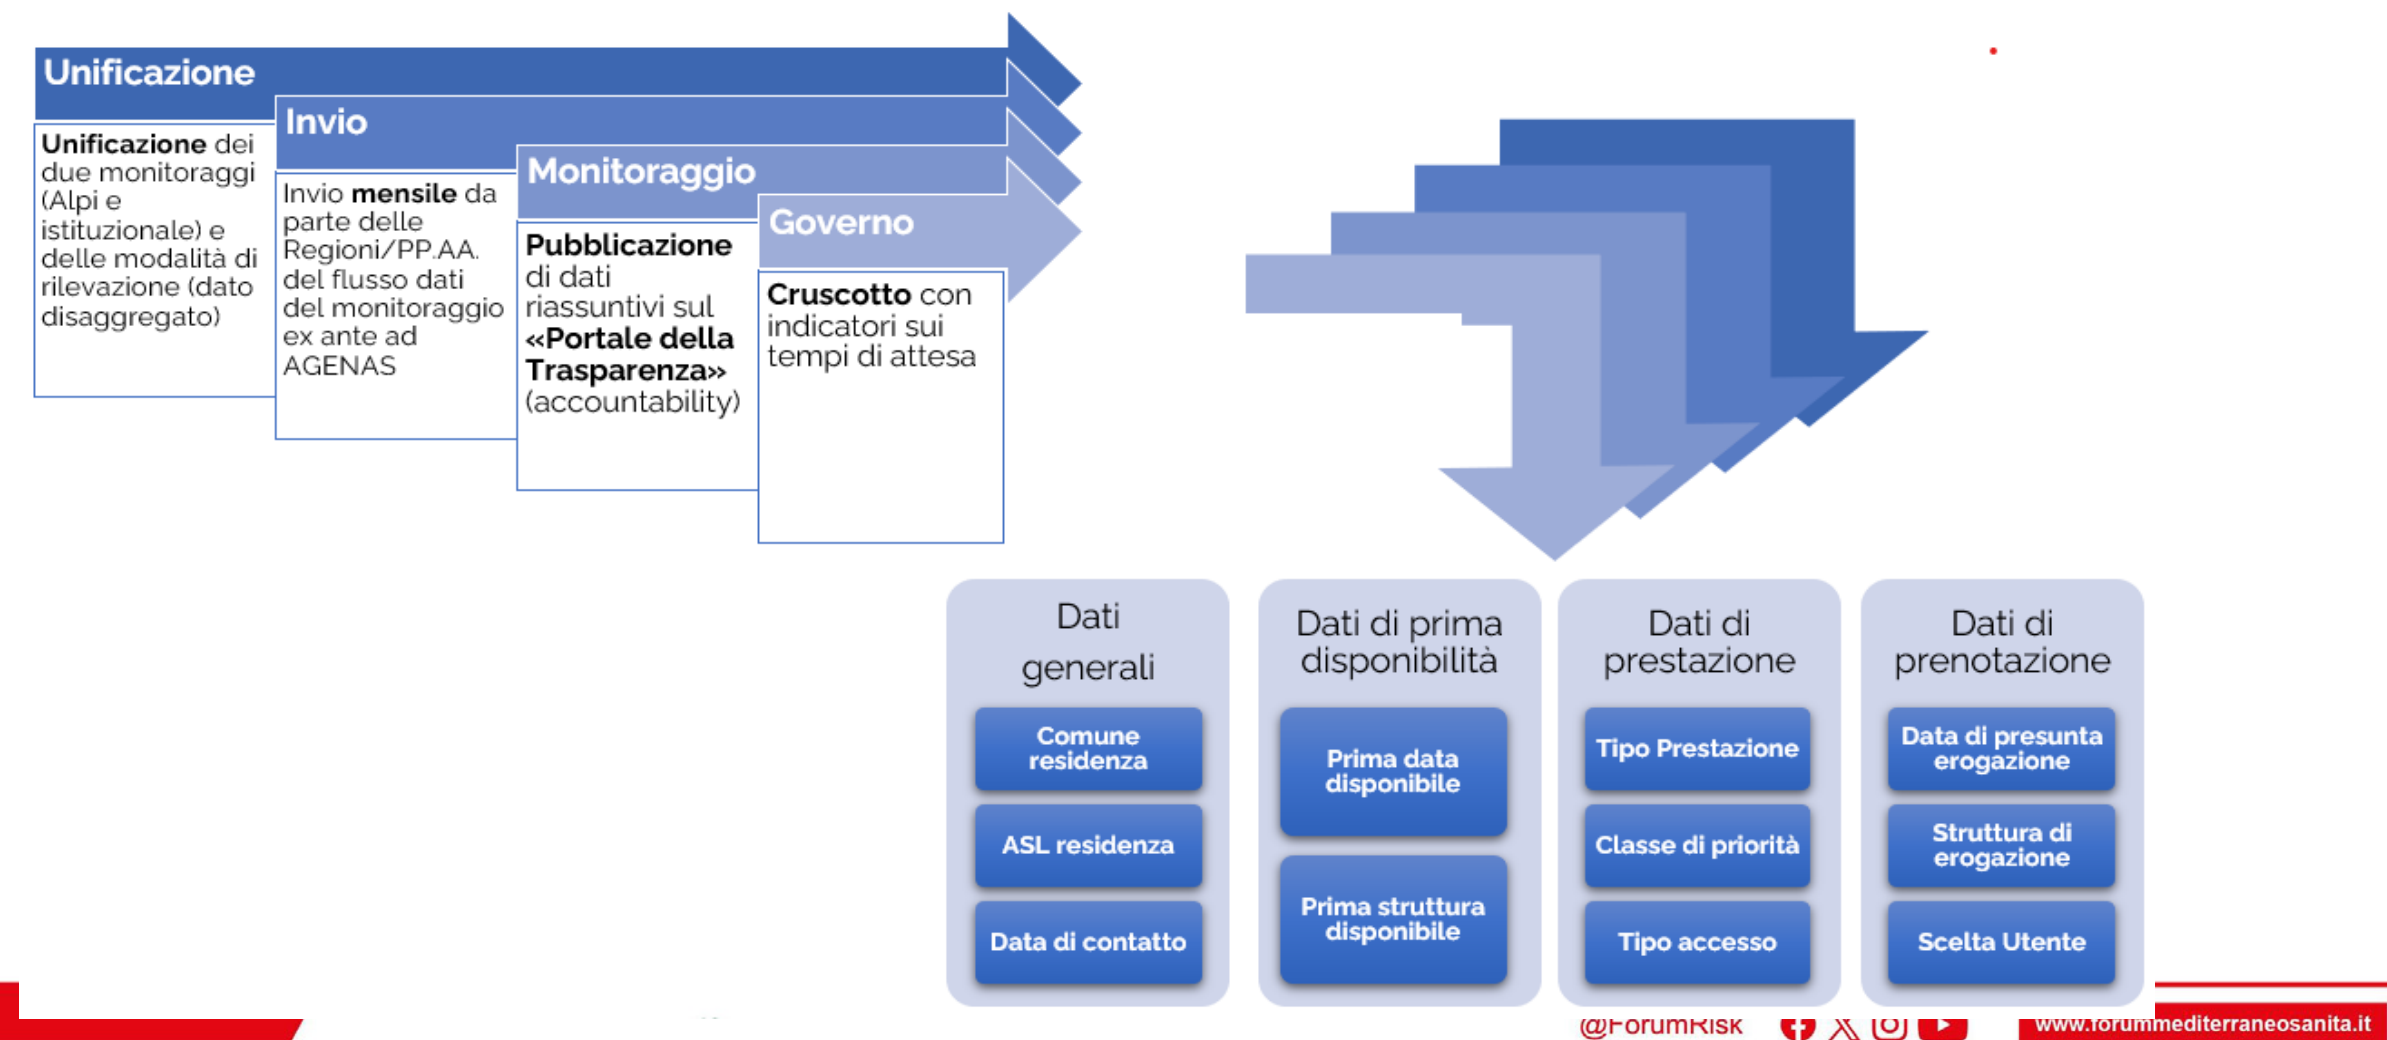 Unificazione
Unificazione dei
due monitoraggi
(Alpi e
istituzionale) e
delle modalità di
rilevazione (dato
disaggregato)
Invio
Invio mensile da
parte delle
Regioni/PP.AA.
del flusso dati
del monitoraggio
ex ante ad
AGENAS
Monitoraggio
Pubblicazione
di dati
riassuntivi sul
«Portale della
Trasparenza»
(accountability)
Governo
Cruscotto con
indicatori sui
tempi di attesa
Dati
generali
Comune
residenza
ASL residenza
Data di contatto
Dati di prima
disponibilità
Prima data
disponibile
Prima struttura
disponibile
Dati di
prestazione
Tipo Prestazione
Classe di priorità
Tipo accesso
Dati di
prenotazione
Data di presunta
erogazione
Struttura di
erogazione
Scelta Utente
@ForumRisk
www.forummediterraneosanita.it